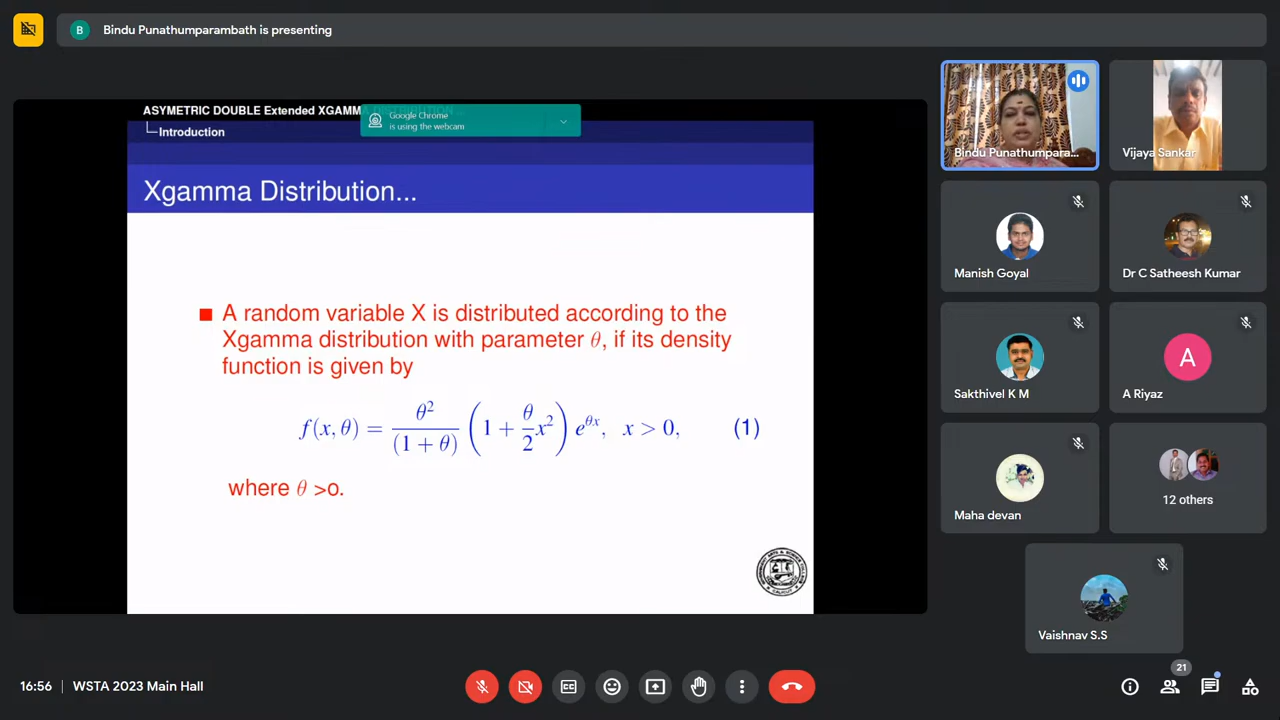 B Bindu Punathumparambath is presenting
ASYMETRIC DOUBLE Extended XGAMMA
Introduction
Google Chrome
is using the webcam
Xgamma Distribution...
A random variable X is distributed according to the
Xgamma distribution with parameter θ, if its density
function is given by
f(x, θ) = θ²/(1 + θ) (1 + θ/2 x²) e^{θx}, x > 0, (1)
where θ >o.
Bindu Punathumpara...
Vijaya Sankar
Manish Goyal
Dr C Satheesh Kumar
Sakthivel K M
A
A Riyaz
Maha devan
12 others
Vaishnav S.S
16:56 | WSTA 2023 Main Hall
21